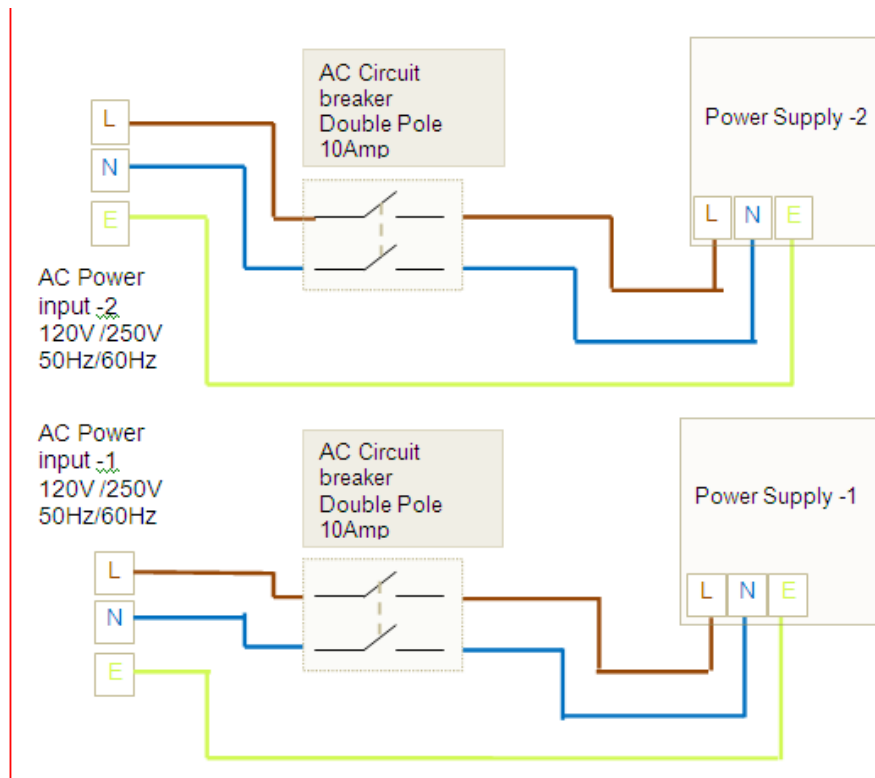 AC Circuit
breaker
Double Pole
10Amp
Power Supply -2
L
N
E
L N E
AC Power
input -2
120V /250V
50Hz/60Hz
AC Power
input -1
120V /250V
50Hz/60Hz
AC Circuit
breaker
Double Pole
10Amp
Power Supply -1
L
N
E
L N E